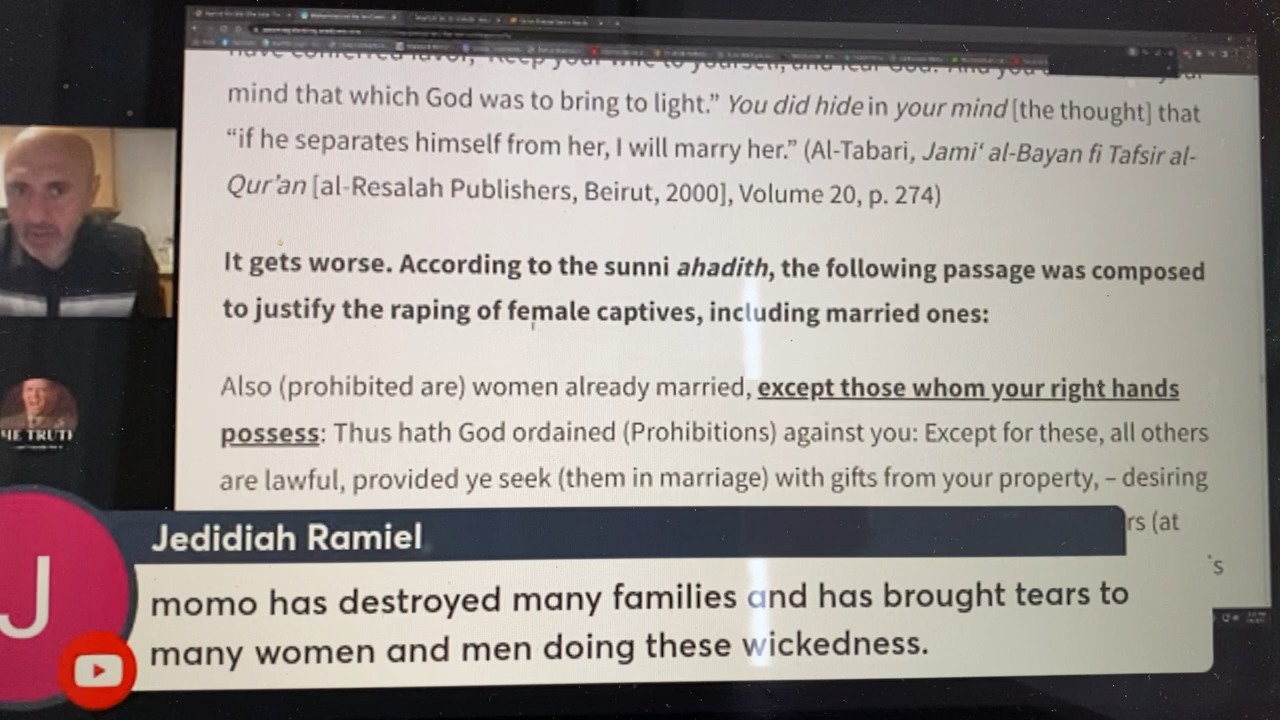 mind that which God was to bring to light.” You did hide in your mind [the thought] that
“if he separates himself from her, I will marry her.” (Al-Tabari, Jami‘ al-Bayan fi Tafsir al-
Qur’an [al-Resalah Publishers, Beirut, 2000], Volume 20, p. 274)
It gets worse. According to the sunni ahadith, the following passage was composed
to justify the raping of female captives, including married ones:
Also (prohibited are) women already married, except those whom your right hands
possess: Thus hath God ordained (Prohibitions) against you: Except for these, all others
are lawful, provided ye seek (them in marriage) with gifts from your property, – desiring
rs (at
's
TRUTH
J
Jedidiah Ramiel
momo has destroyed many families and has brought tears to
many women and men doing these wickedness.